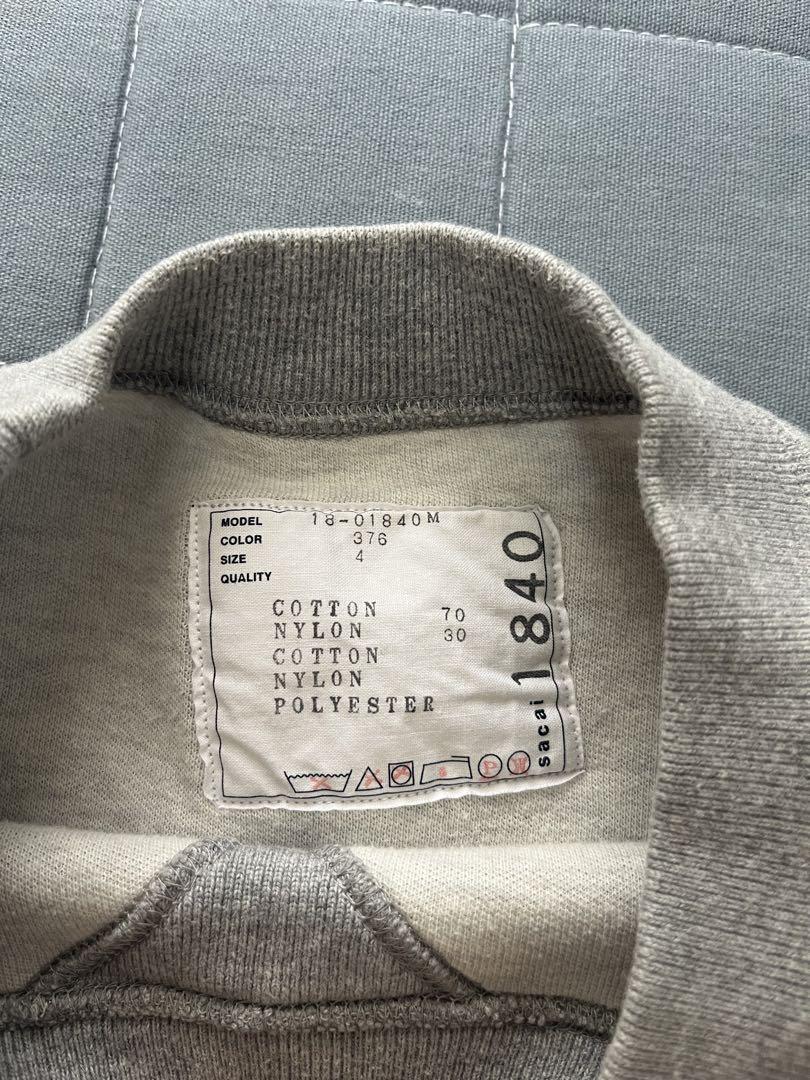 MODEL 18-01840M
COLOR 376
SIZE 4
QUALITY
COTTON 70
NYLON 30
COTTON
NYLON
POLYESTER
P W
sacai 1840